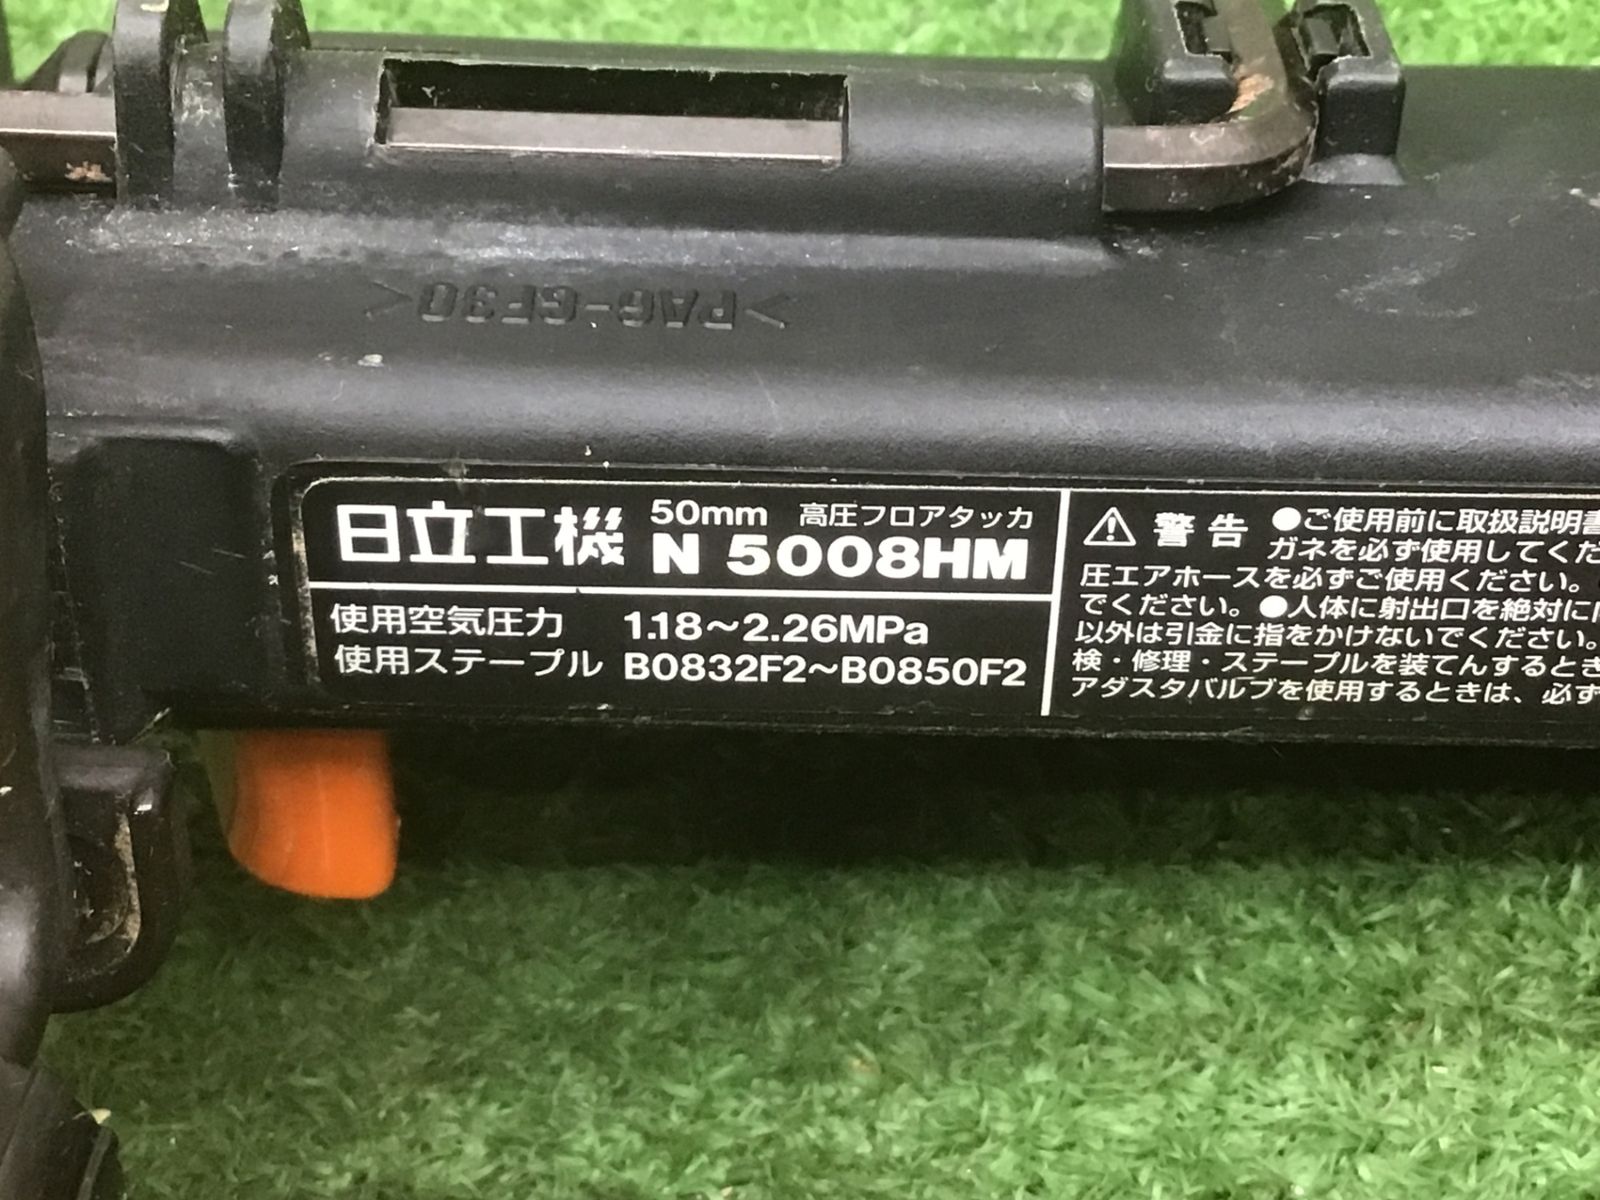 >PA6-GF30<
日立工機 50mm 高圧フロアタッカ
N 5008HM
使用空気圧力 1.18～2.26MPa
使用ステープル B0832F2～B0850F2
⚠ 警告 ●ご使用前に取扱説明書
ガネを必ず使用してくだ
圧エアホースを必ずご使用ください。
でください。●人体に射出口を絶対に
以外は引金に指をかけないでください。
検・修理・ステープルを装てんするとき
アダスタバルブを使用するときは、必ず